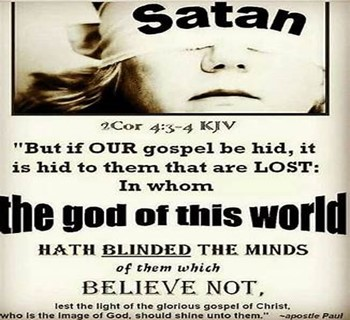 Satan
2Cor 4:3-4 KJV
"But if OUR gospel be hid, it
is hid to them that are LOST:
In whom
the god of this world
HATH BLINDED THE MINDS
of them which
BELIEVE NOT,
lest the light of the glorious gospel of Christ,
who is the image of God, should shine unto them." ~apostle Paul